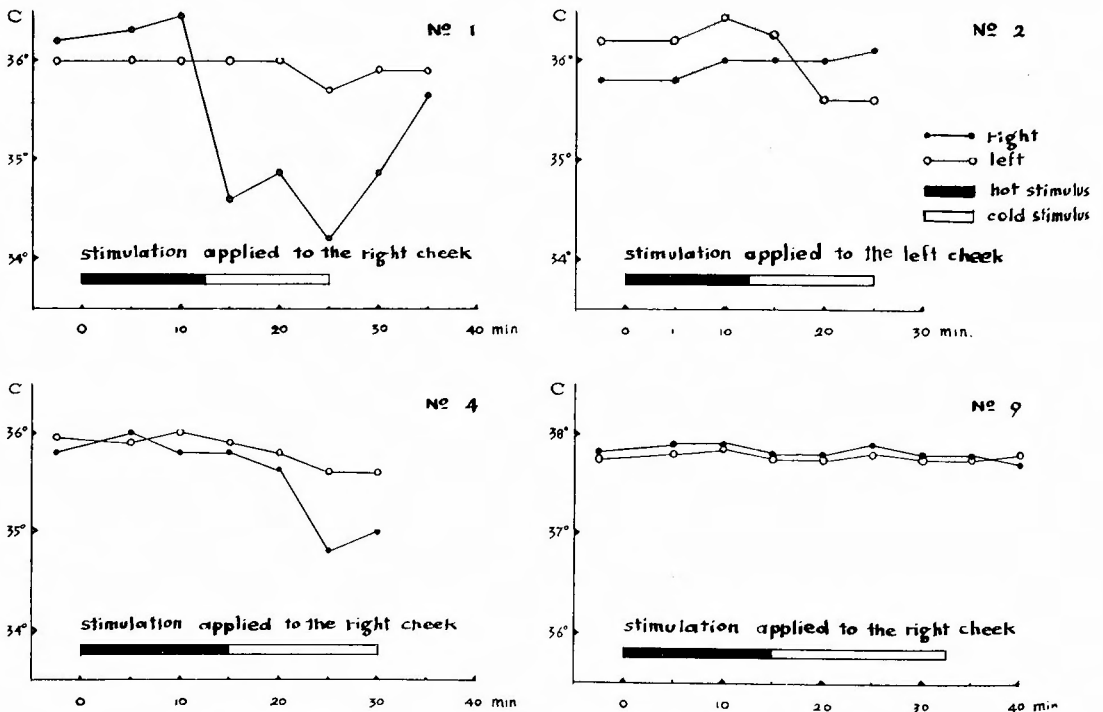 C
Nº 1
36°
35°
34°
stimulation applied to the right cheek
0 10 20 30 40 min
C
Nº 2
36°
35°
34°
right
left
hot stimulus
cold stimulus
stimulation applied to the left cheek
0 1 10 20 30 min.
C
Nº 4
36°
35°
34°
stimulation applied to the right cheek
0 10 20 30 40 min
C
Nº 9
38°
37°
36°
stimulation applied to the right cheek
0 10 20 30 40 min